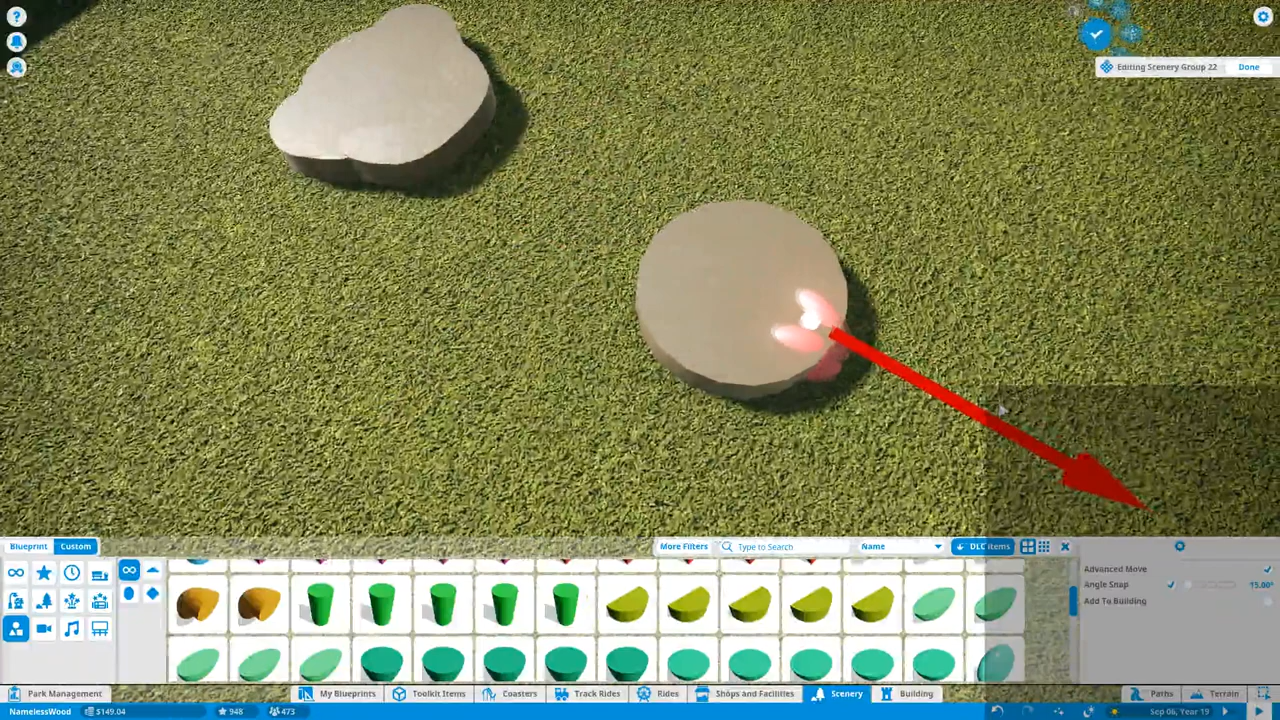 ?
Editing Scenery Group 22 Done
Blueprint Custom More Filters Type to Search Name DLC items
Advanced Move
Angle Snap 15.00°
Add To Building
Park Management My Blueprints Toolkit Items Coasters Track Rides Rides Shops and Facilities Scenery Building Paths Terrain
NamelessWood $149.04 948 473 Sep 06, Year 19